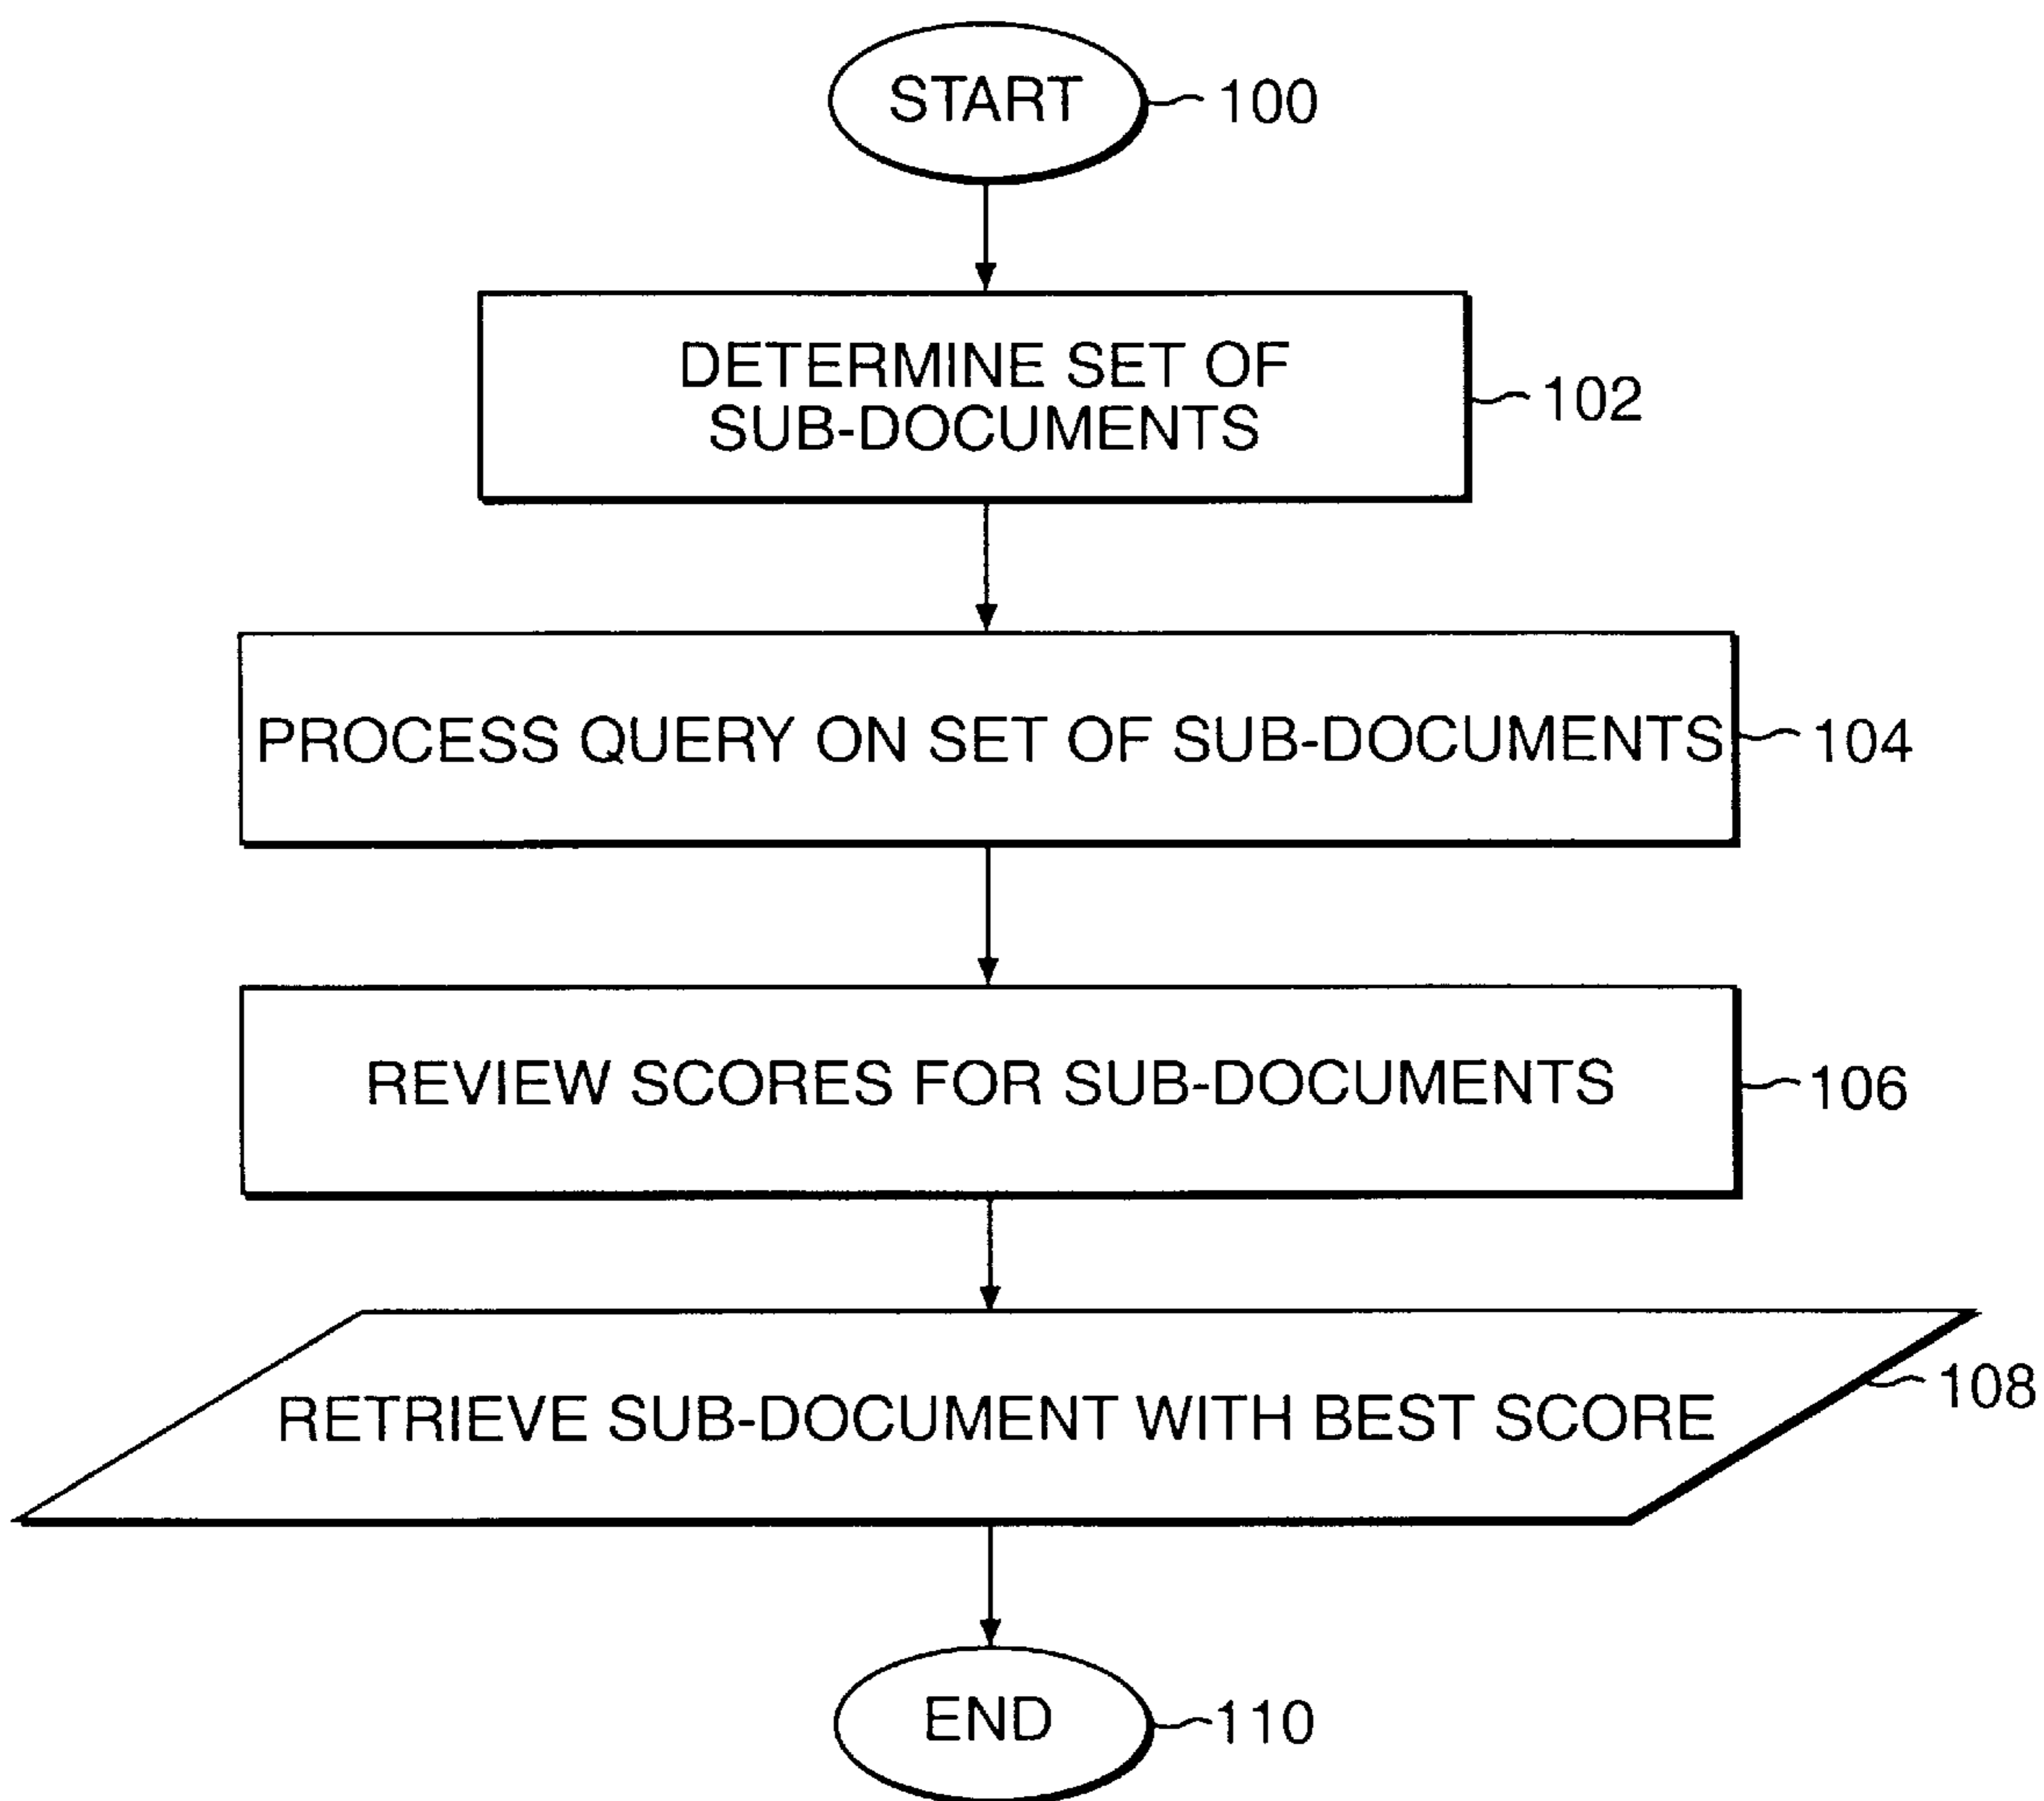 START
100
DETERMINE SET OF
SUB-DOCUMENTS
102
PROCESS QUERY ON SET OF SUB-DOCUMENTS
104
REVIEW SCORES FOR SUB-DOCUMENTS
106
RETRIEVE SUB-DOCUMENT WITH BEST SCORE
108
END
110